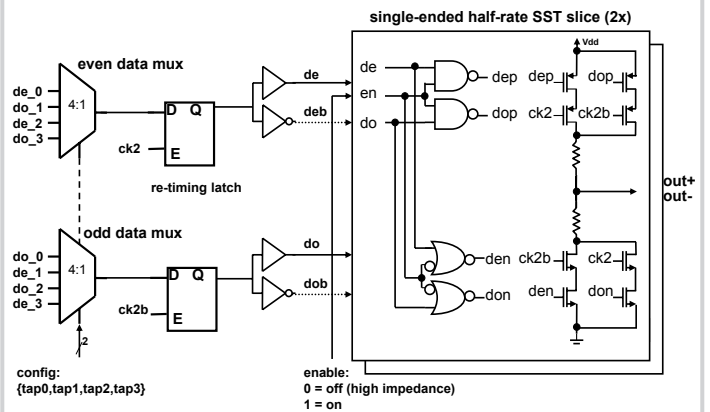 single-ended half-rate SST slice (2x)
even data mux
de_0
do_1
de_2
do_3
4:1
D Q
E
ck2
re-timing latch
de
deb
odd data mux
do_0
de_1
do_2
de_3
4:1
D Q
E
ck2b
do
dob
2
config:
{tap0,tap1,tap2,tap3}
enable:
0 = off (high impedance)
1 = on
de
en
do
dep
dop
den
don
Vdd
dep
dop
ck2
ck2b
ck2b
ck2
den
don
out+
out-